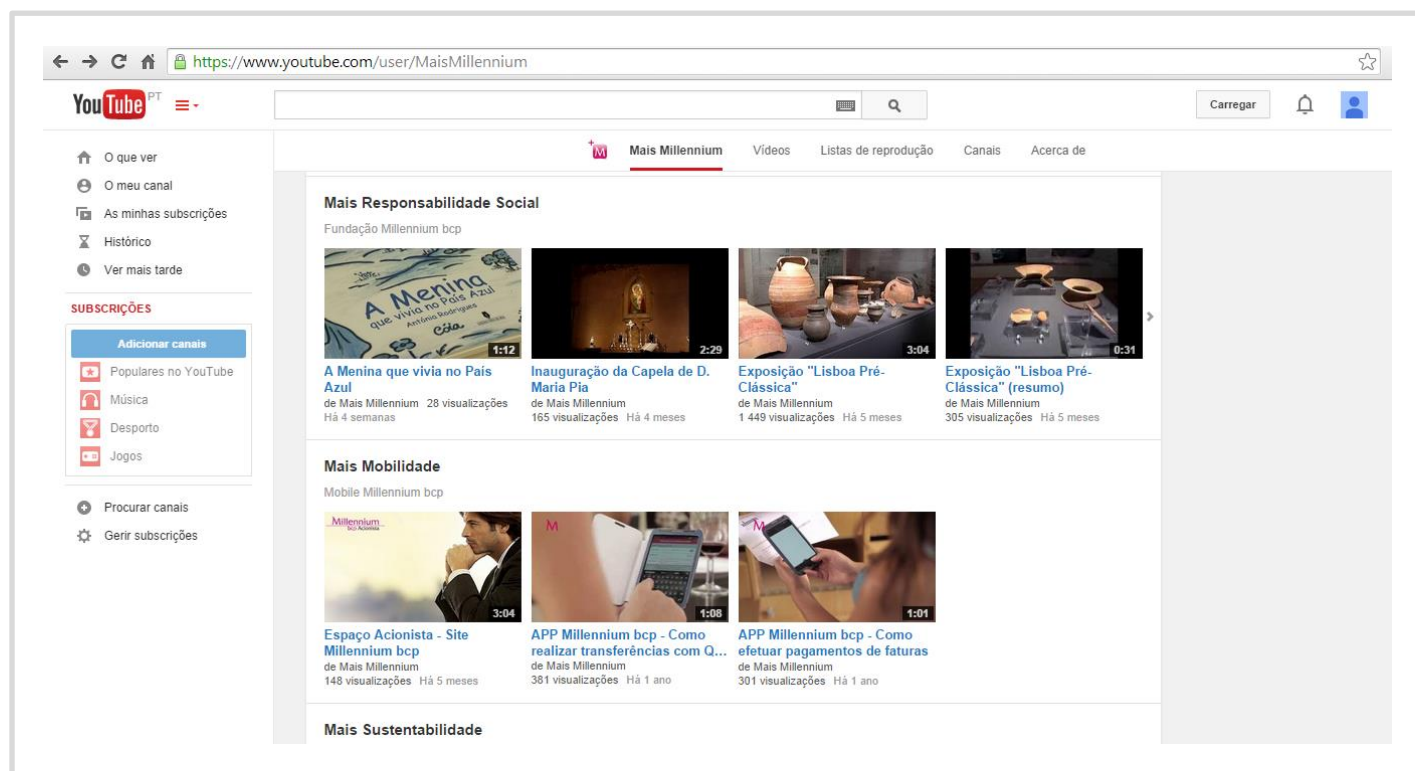 https://www.youtube.com/user/MaisMillennium
YouTube PT
Carregar
Mais Millennium Vídeos Listas de reprodução Canais Acerca de
O que ver
O meu canal
As minhas subscrições
Histórico
Ver mais tarde
SUBSCRIÇÕES
Adicionar canais
Populares no YouTube
Música
Desporto
Jogos
Procurar canais
Gerir subscrições
Mais Responsabilidade Social
Fundação Millennium bcp
A Menina
que vivia no País Azul
António Rodrigues
Cóla
1:12
A Menina que vivia no País
Azul
de Mais Millennium 28 visualizações
Há 4 semanas
2:29
Inauguração da Capela de D.
Maria Pia
de Mais Millennium
165 visualizações Há 4 meses
3:04
Exposição "Lisboa Pré-
Clássica"
de Mais Millennium
1 449 visualizações Há 5 meses
0:31
Exposição "Lisboa Pré-
Clássica" (resumo)
de Mais Millennium
305 visualizações Há 5 meses
Mais Mobilidade
Mobile Millennium bcp
Millennium
bcp Acionista
3:04
Espaço Acionista - Site
Millennium bcp
de Mais Millennium
148 visualizações Há 5 meses
M
1:08
APP Millennium bcp - Como
realizar transferências com Q...
de Mais Millennium
381 visualizações Há 1 ano
M
1:01
APP Millennium bcp - Como
efetuar pagamentos de faturas
de Mais Millennium
301 visualizações Há 1 ano
Mais Sustentabilidade